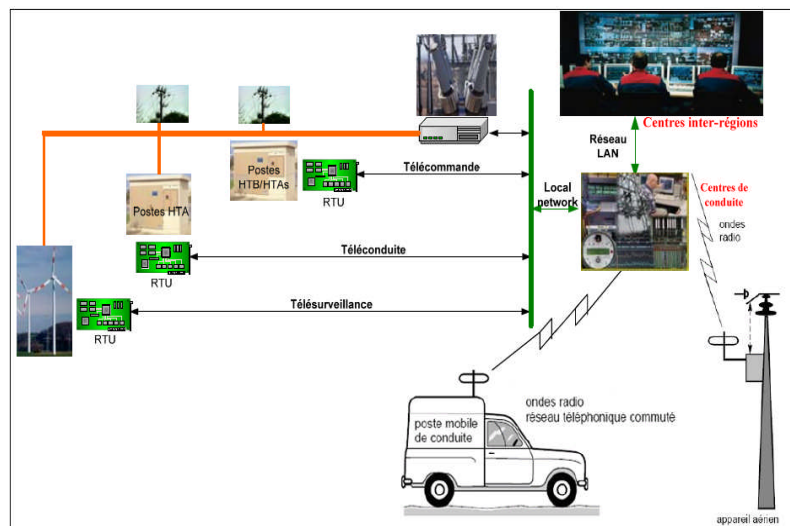 Centres inter-régions
Réseau
LAN
Postes
HTB/HTAs
Télécommande
RTU
Local
network
Centres de
conduite
ondes
radio
Postes HTA
Téléconduite
RTU
Télésurveillance
RTU
ondes radio
réseau téléphonique commuté
poste mobile
de conduite
appareil aérien